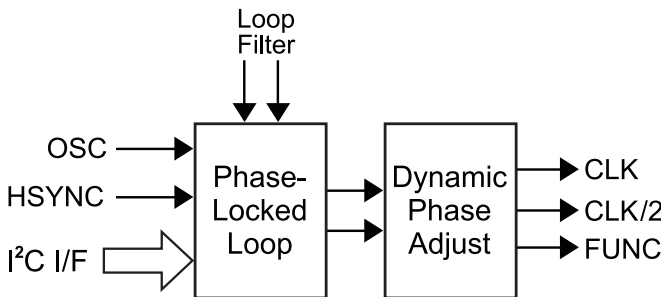 Loop
Filter
OSC
HSYNC
I²C I/F
Phase-
Locked
Loop
Dynamic
Phase
Adjust
CLK
CLK/2
FUNC